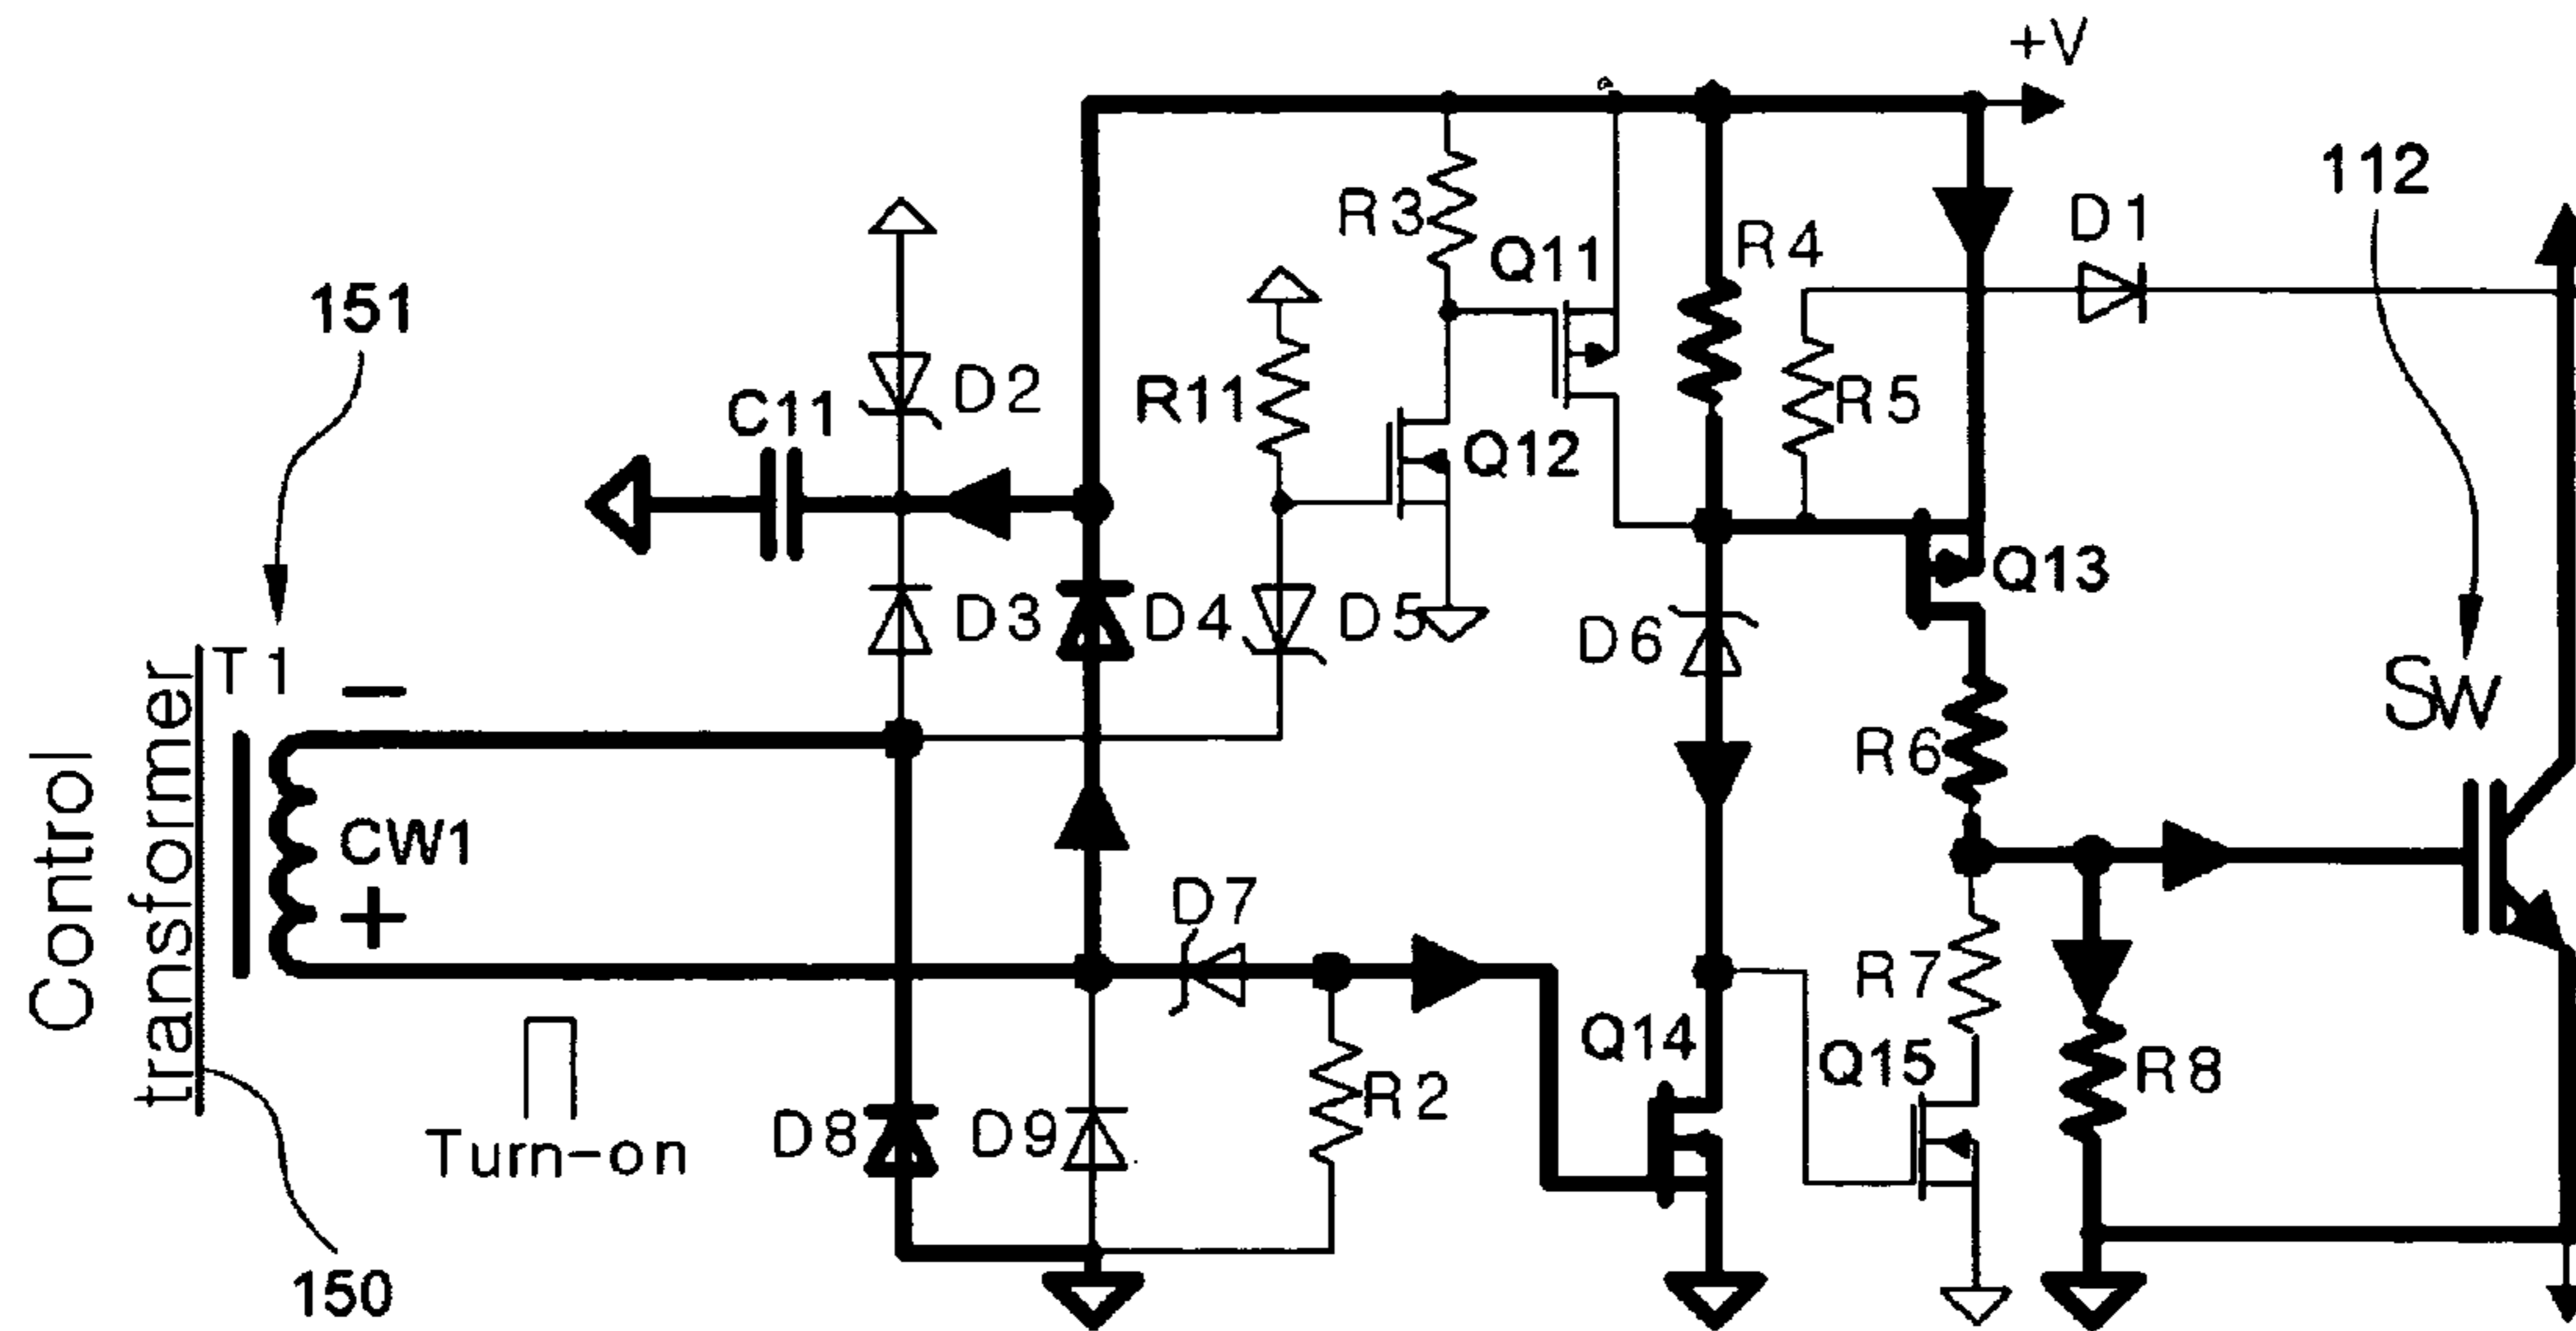 +V
112
D1
R3
Q11
R4
151
D2
C11
R11
R5
Q12
Q13
D3
D4
D5
D6
T1
−
SW
R6
CW1
+
D7
Control
transformer
R7
Q14
Q15
R8
R2
D8
D9
Turn-on
150